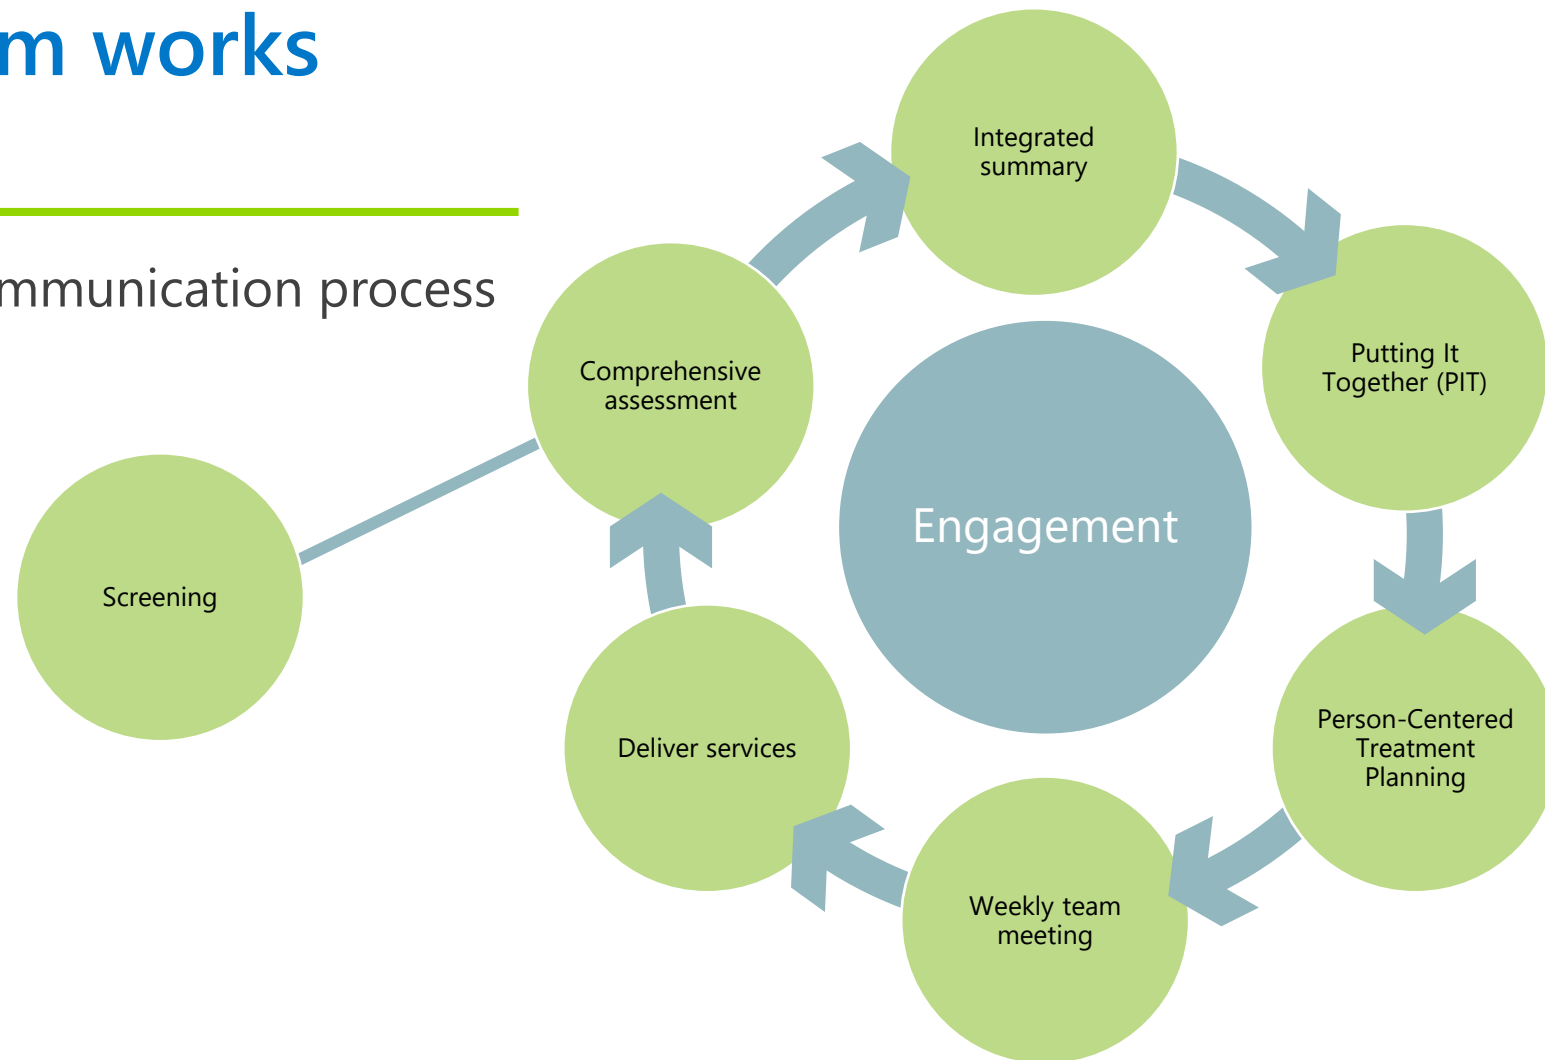 m works
mmunication process
Integrated
summary
Comprehensive
assessment
Putting It
Together (PIT)
Engagement
Screening
Person-Centered
Treatment
Planning
Deliver services
Weekly team
meeting